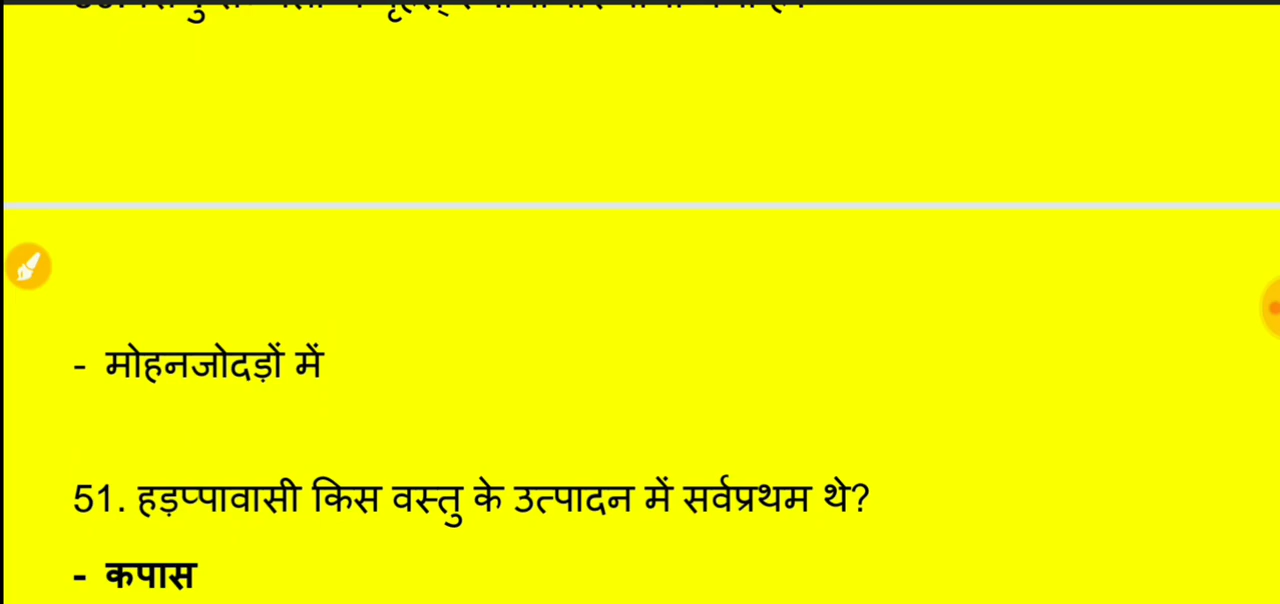 - मोहनजोदड़ों में
51. हड़प्पावासी किस वस्तु के उत्पादन में सर्वप्रथम थे?
- कपास